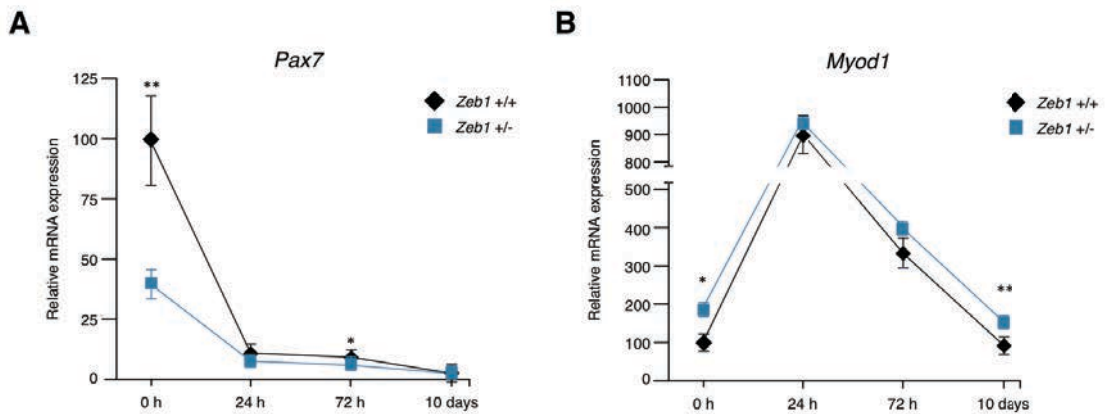 A
Pax7
Relative mRNA expression
125
100
75
50
25
0
**
*
Zeb1 +/+
Zeb1 +/-
0 h
24 h
72 h
10 days
B
Myod1
Relative mRNA expression
1100
1000
900
800
500
400
300
200
100
0
*
**
Zeb1 +/+
Zeb1 +/-
0 h
24 h
72 h
10 days